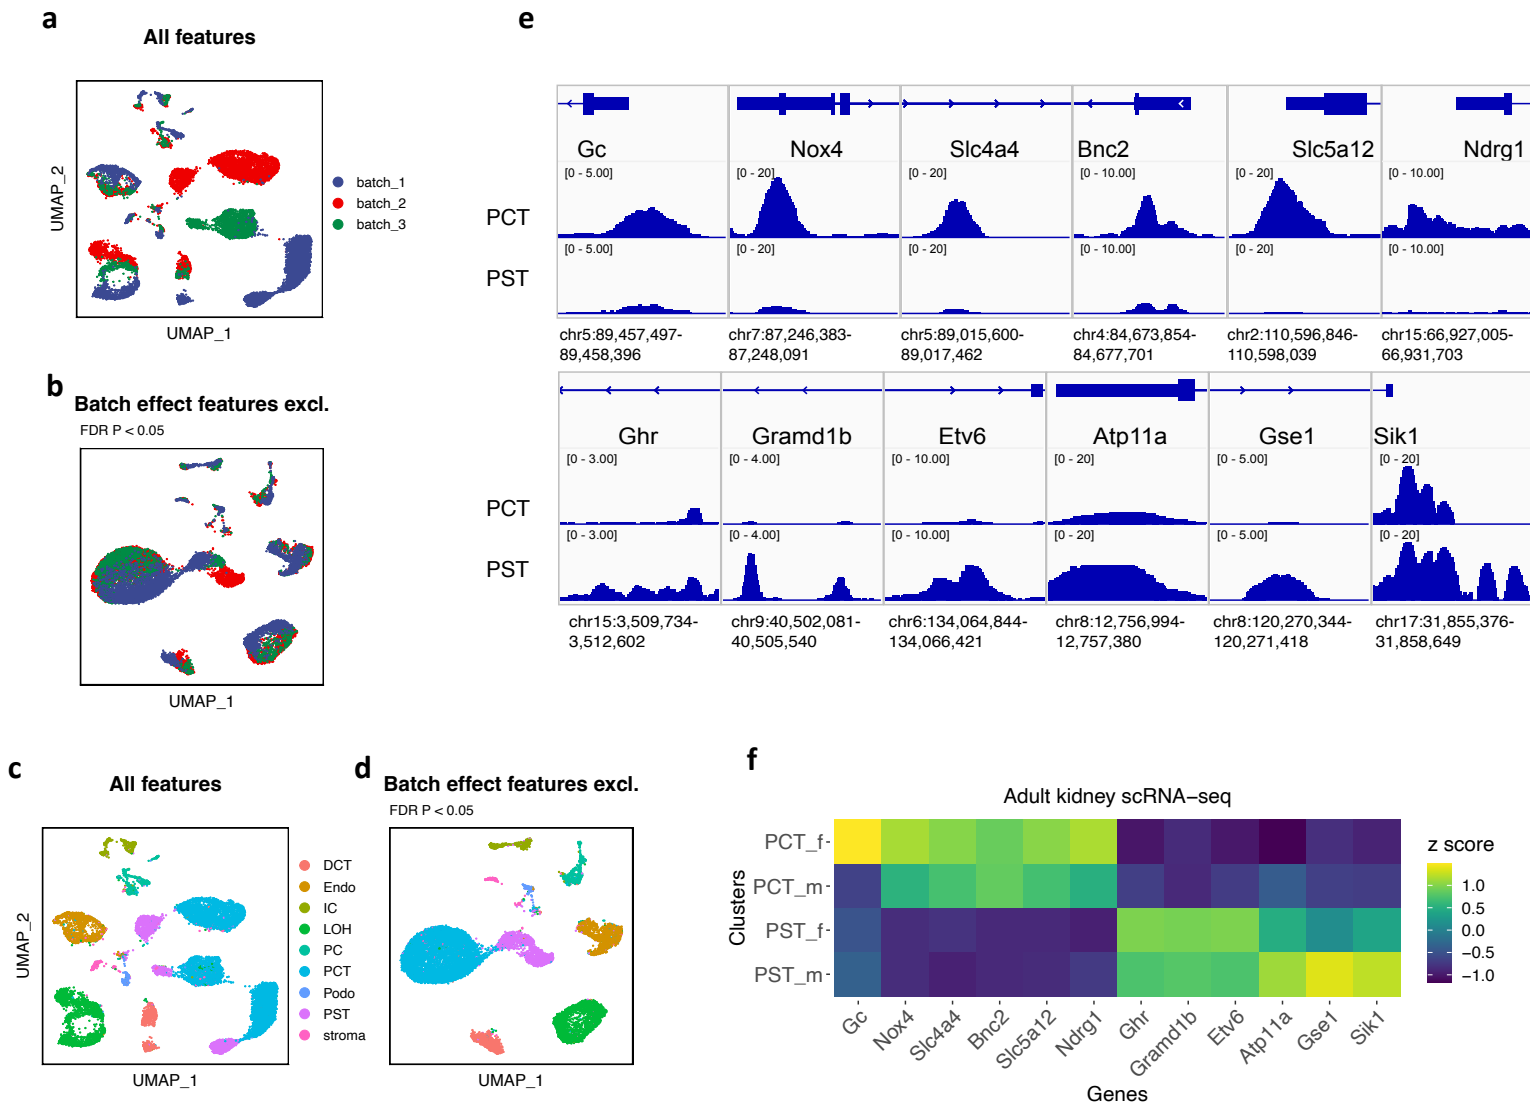 a
All features
UMAP_2
UMAP_1
batch_1
batch_2
batch_3
b
Batch effect features excl.
FDR P < 0.05
UMAP_1
c
All features
UMAP_2
UMAP_1
DCT
Endo
IC
LOH
PC
PCT
Podo
PST
stroma
d
Batch effect features excl.
FDR P < 0.05
UMAP_1
e
Gc Nox4 Slc4a4 Bnc2 Slc5a12 Ndrg1
PCT
[0 - 5.00] [0 - 20] [0 - 20] [0 - 10.00] [0 - 20] [0 - 10.00]
PST
[0 - 5.00] [0 - 20] [0 - 20] [0 - 10.00] [0 - 20] [0 - 10.00]
chr5:89,457,497- chr7:87,246,383- chr5:89,015,600- chr4:84,673,854- chr2:110,596,846- chr15:66,927,005-
89,458,396 87,248,091 89,017,462 84,677,701 110,598,039 66,931,703
Ghr Gramd1b Etv6 Atp11a Gse1 Sik1
[0 - 3.00] [0 - 4.00] [0 - 10.00] [0 - 20] [0 - 5.00] [0 - 20]
PCT
[0 - 3.00] [0 - 4.00] [0 - 10.00] [0 - 20] [0 - 5.00] [0 - 20]
PST
chr15:3,509,734- chr9:40,502,081- chr6:134,064,844- chr8:12,756,994- chr8:120,270,344- chr17:31,855,376-
3,512,602 40,505,540 134,066,421 12,757,380 120,271,418 31,858,649
f
Adult kidney scRNA−seq
Clusters
PCT_f
PCT_m
PST_f
PST_m
Gc Nox4 Slc4a4 Bnc2 Slc5a12 Ndrg1 Ghr Gramd1b Etv6 Atp11a Gse1 Sik1
Genes
z score
1.0
0.5
0.0
−0.5
−1.0